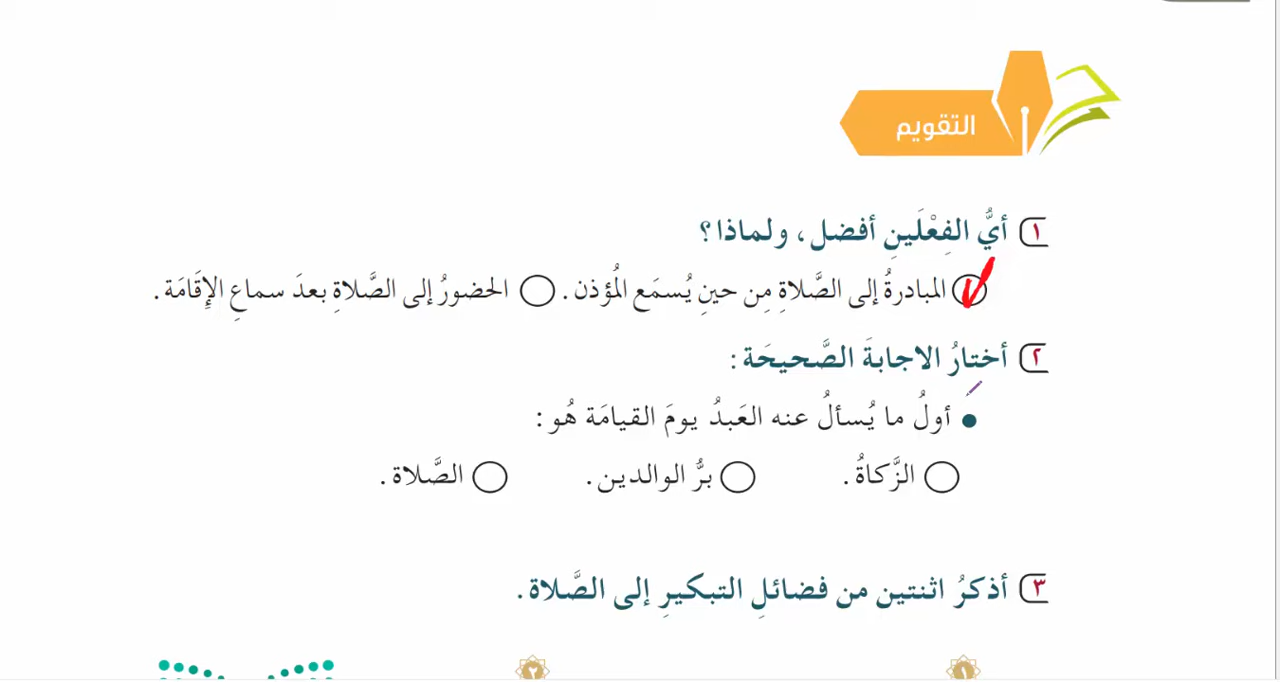 التقويم
١ أيُّ الفِعْلَينِ أفضل، ولماذا؟
المبادرةُ إلى الصَّلاةِ مِن حينِ يُسمَع المُؤذن. الحضورُ إلى الصَّلاةِ بعدَ سماعِ الإِقَامَة.
٢ أختارُ الاجابةَ الصَّحيحَة:
أولُ ما يُسألُ عنه العَبدُ يومَ القيامَة هُو:
الزَّكاةُ. برُّ الوالدين. الصَّلاة.
٣ أذكرُ اثنتين من فضائلِ التبكيرِ إلى الصَّلاة.
١ ٢